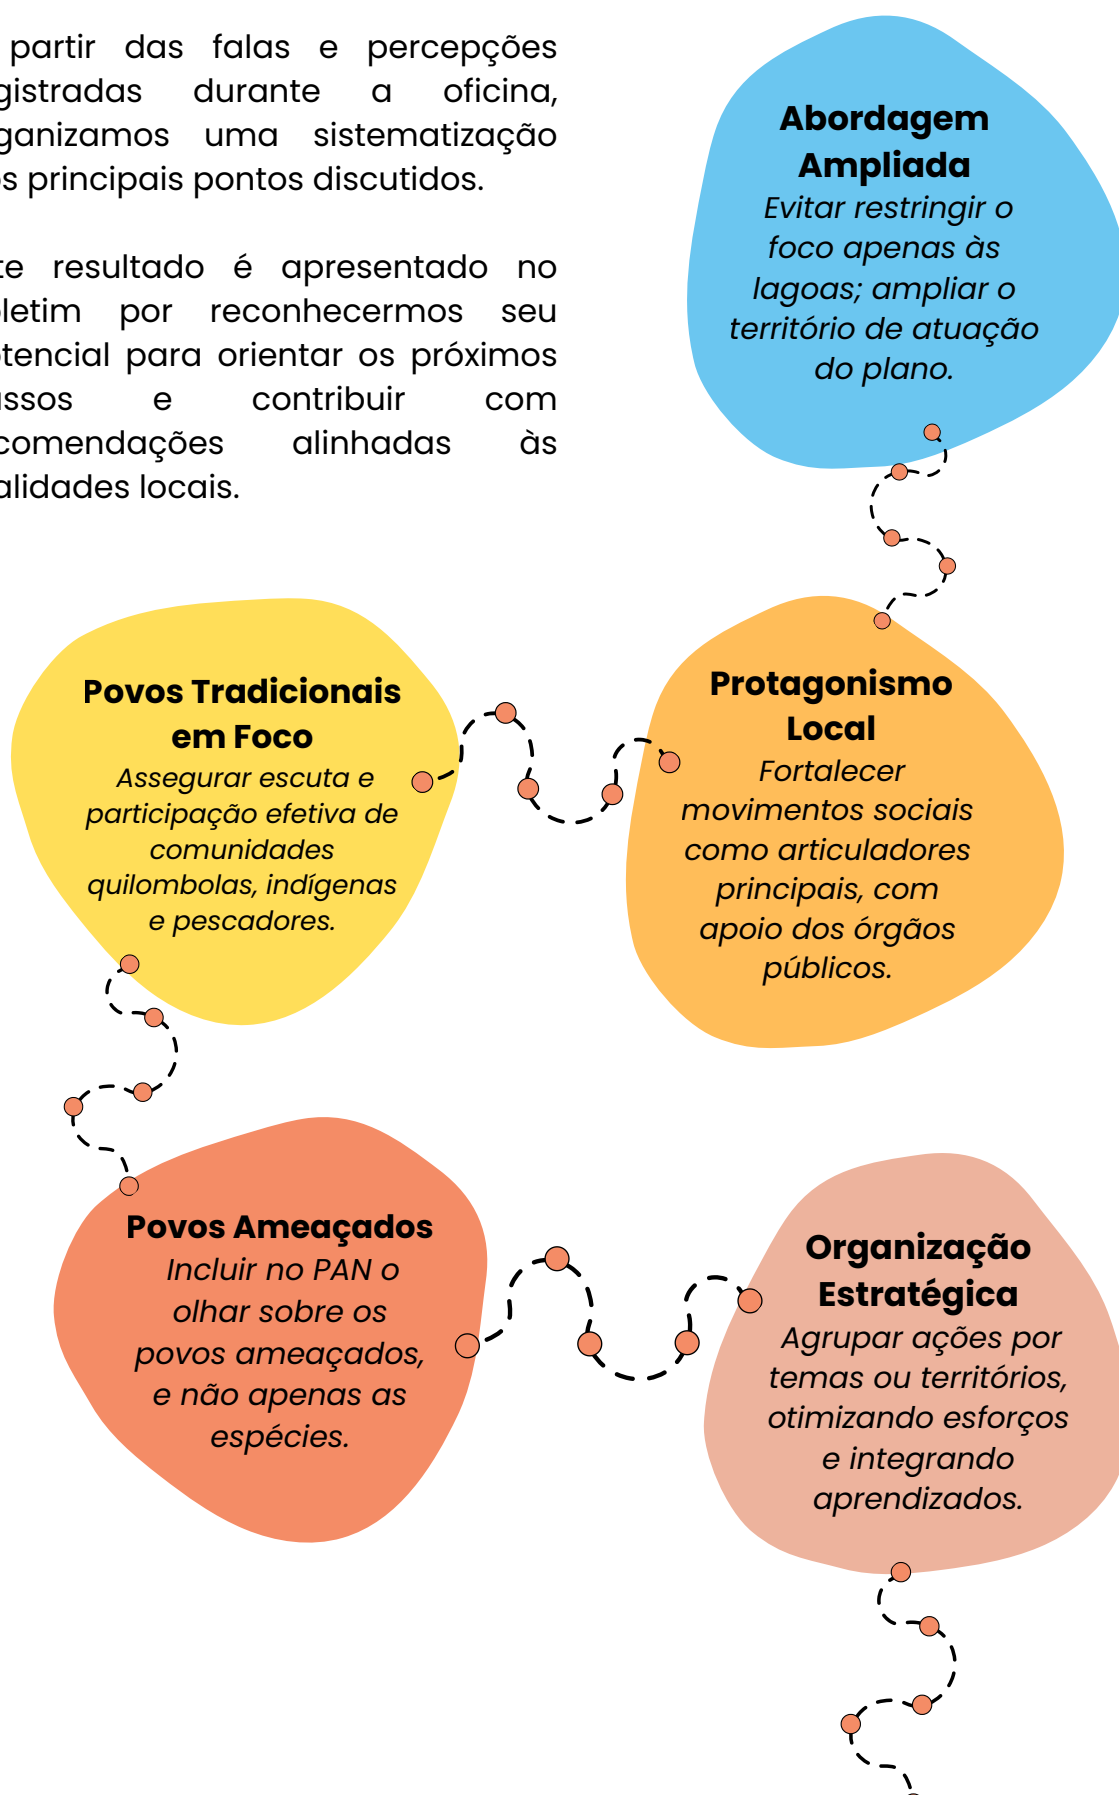 partir das falas e percepções
gistradas durante a oficina,
ganizamos uma sistematização
os principais pontos discutidos.
te resultado é apresentado no
letim por reconhecermos seu
tencial para orientar os próximos
ssos e contribuir com
comendações alinhadas às
alidades locais.
Abordagem
Ampliada
Evitar restringir o
foco apenas às
lagoas; ampliar o
território de atuação
do plano.
Protagonismo
Local
Fortalecer
movimentos sociais
como articuladores
principais, com
apoio dos órgãos
públicos.
Povos Tradicionais
em Foco
Assegurar escuta e
participação efetiva de
comunidades
quilombolas, indígenas
e pescadores.
Povos Ameaçados
Incluir no PAN o
olhar sobre os
povos ameaçados,
e não apenas as
espécies.
Organização
Estratégica
Agrupar ações por
temas ou territórios,
otimizando esforços
e integrando
aprendizados.